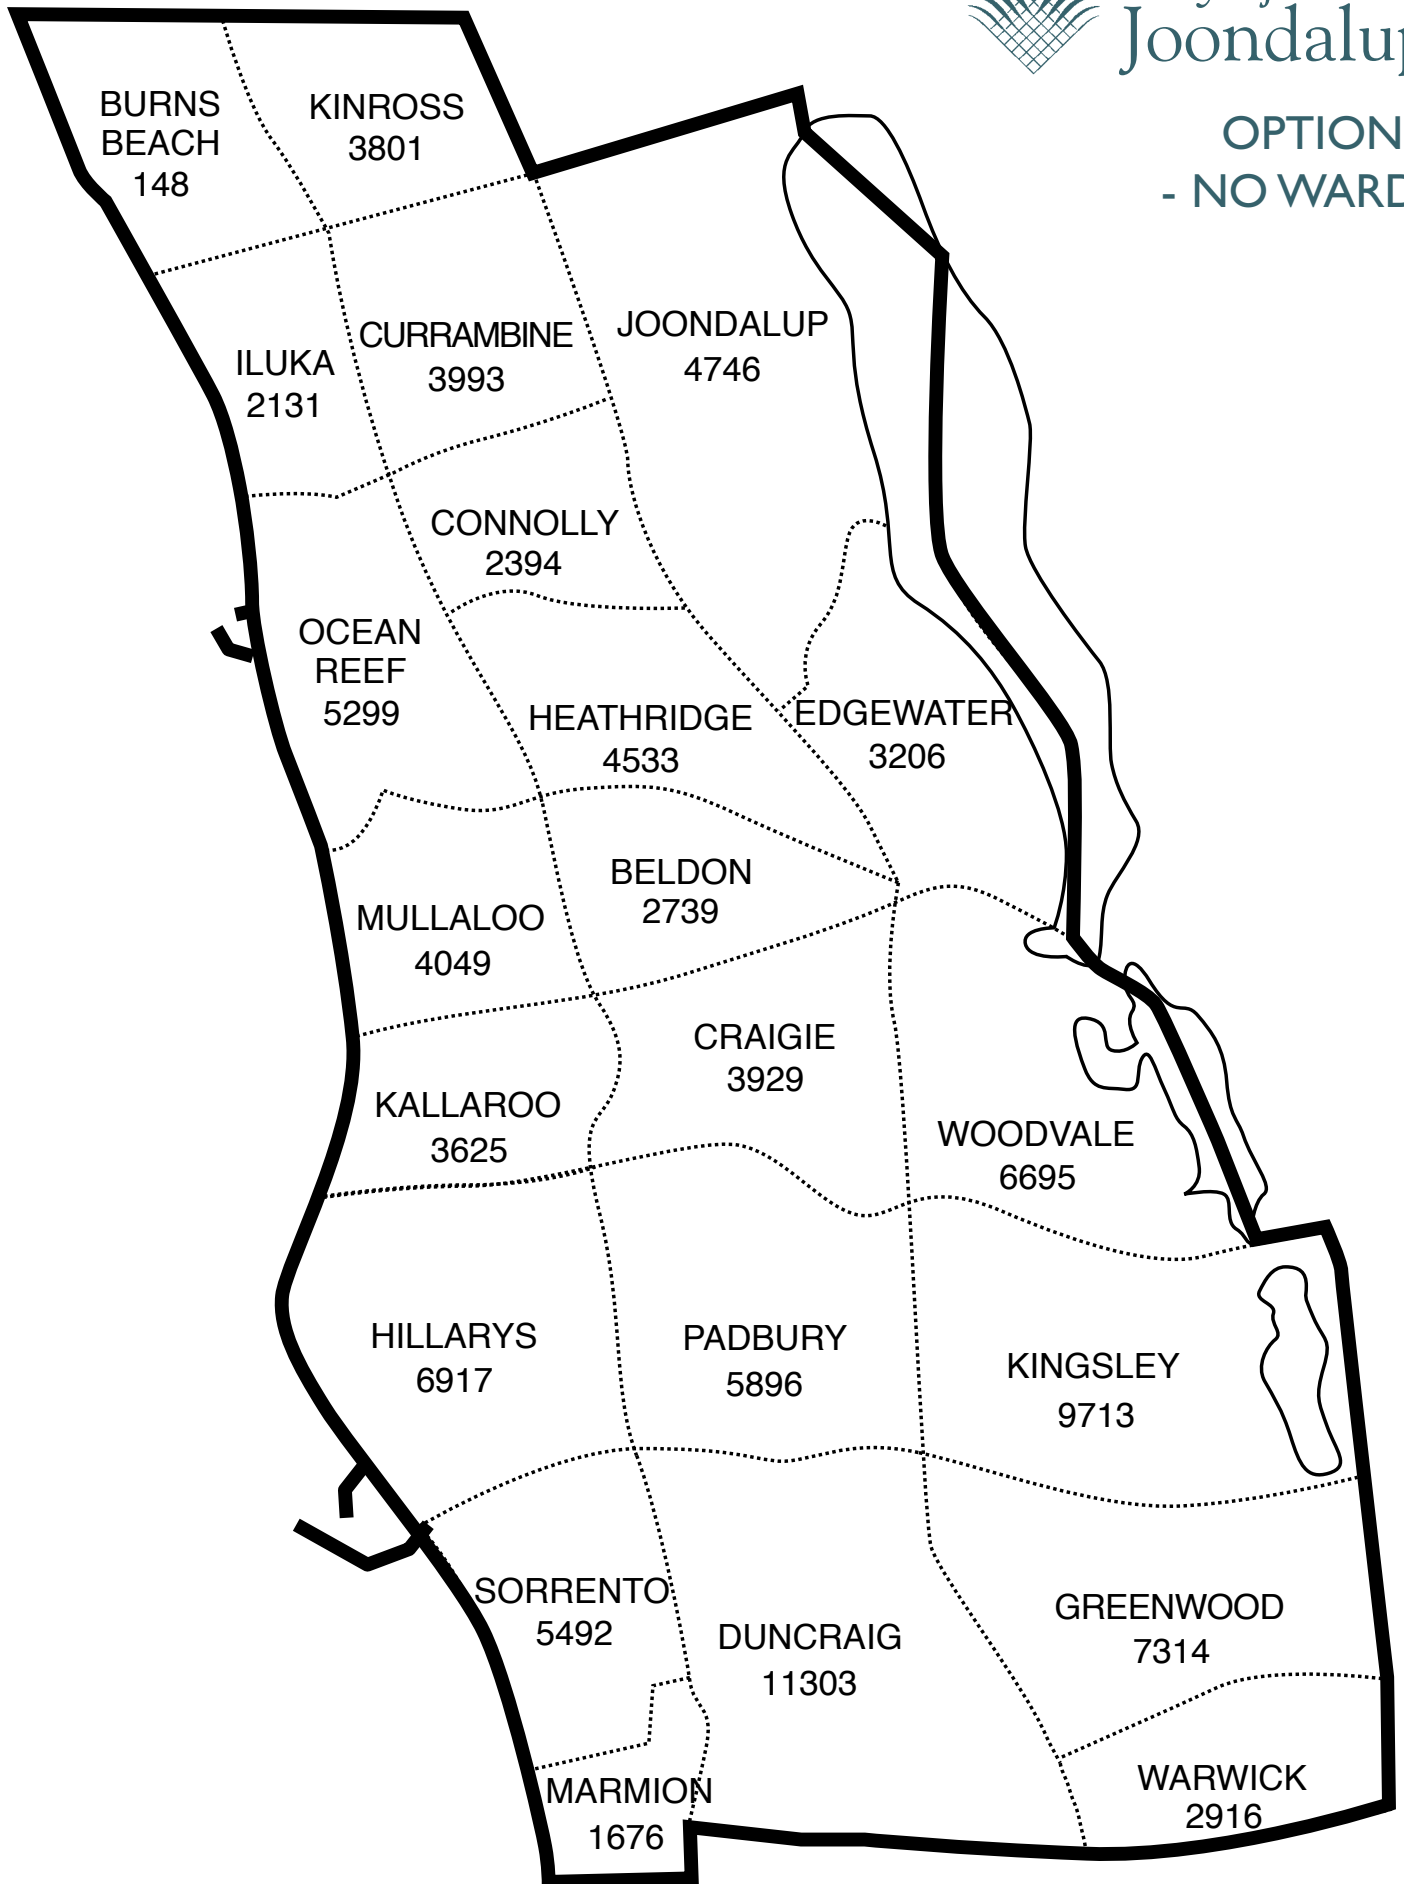 Joondalup
OPTION
- NO WARD
BURNS
BEACH
148
KINROSS
3801
JOONDALUP
4746
CURRAMBINE
3993
ILUKA
2131
CONNOLLY
2394
OCEAN
REEF
5299
HEATHRIDGE
4533
EDGEWATER
3206
BELDON
2739
MULLALOO
4049
CRAIGIE
3929
KALLAROO
3625
WOODVALE
6695
HILLARYS
6917
PADBURY
5896
KINGSLEY
9713
SORRENTO
5492
GREENWOOD
7314
DUNCRAIG
11303
MARMION
1676
WARWICK
2916